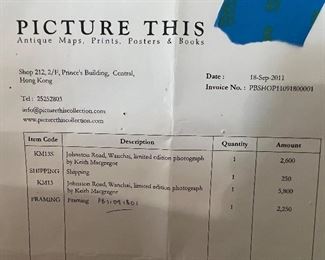 PICTURE THIS
Antique Maps, Prints, Posters & Books
Shop 212, 2/F, Prince's Building, Central,
Hong Kong
Date : 18-Sep-2011
Invoice No. : PBSHOP11091800001
Tel : 25252803
info@picturethiscollection.com
www.picturethiscollection.com
Item Code Description Quantity Amount
KM13S Johnston Road, Wanchai, limited edition photograph 1 2,600
by Keith Macgregor
SHIPPING Shipping 1 250
KM13 Johnston Road, Wanchai, limited edition photograph 1 5,800
by Keith Macgregor
FRAMING Framing 1 2,250